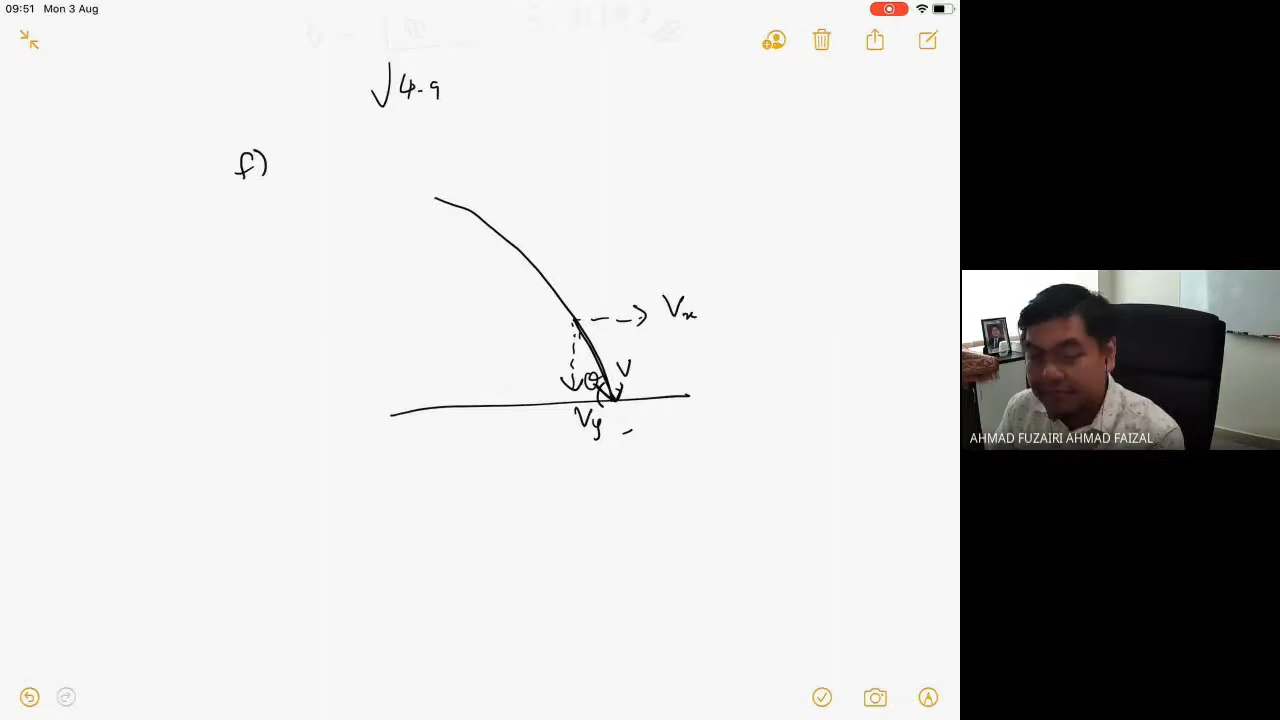 09:51 Mon 3 Aug
√4.9
f)
Vx
θ
V
Vy
AHMAD FUZAIRI AHMAD FAIZAL